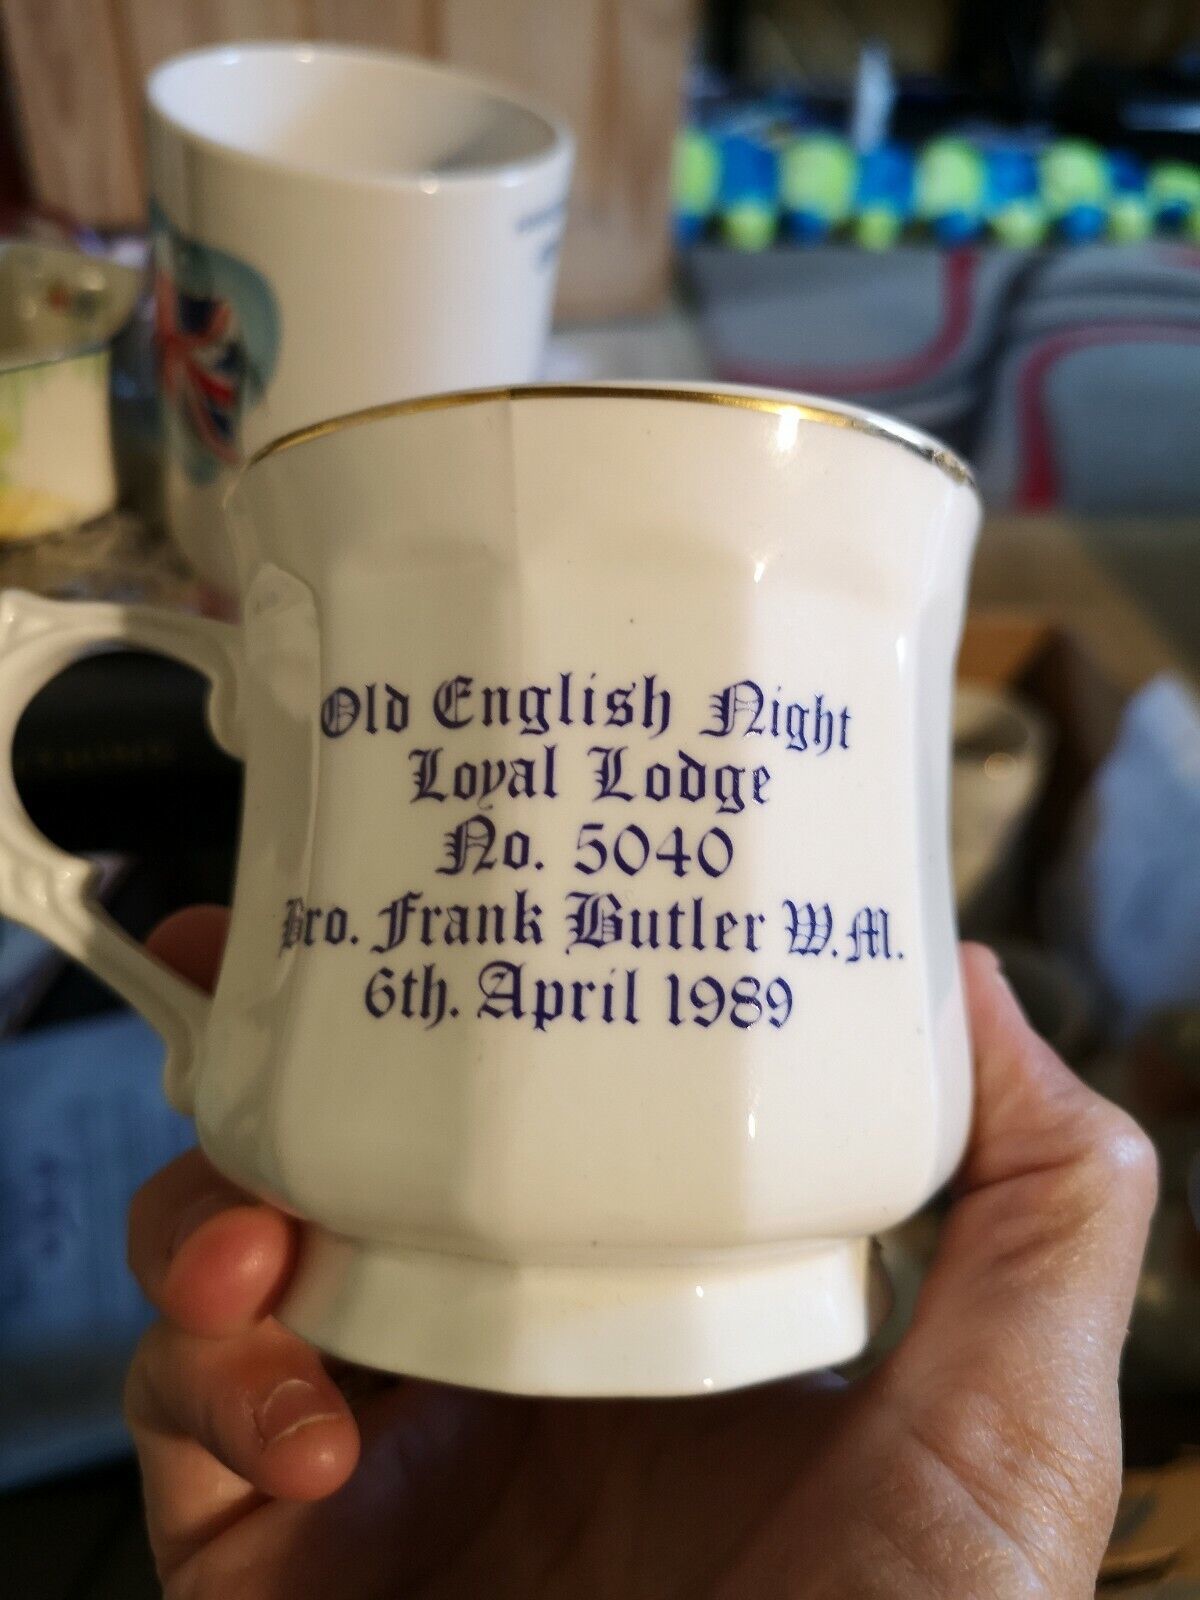 Old English Night
Loyal Lodge
No. 5040
Bro. Frank Butler W.M.
6th. April 1989